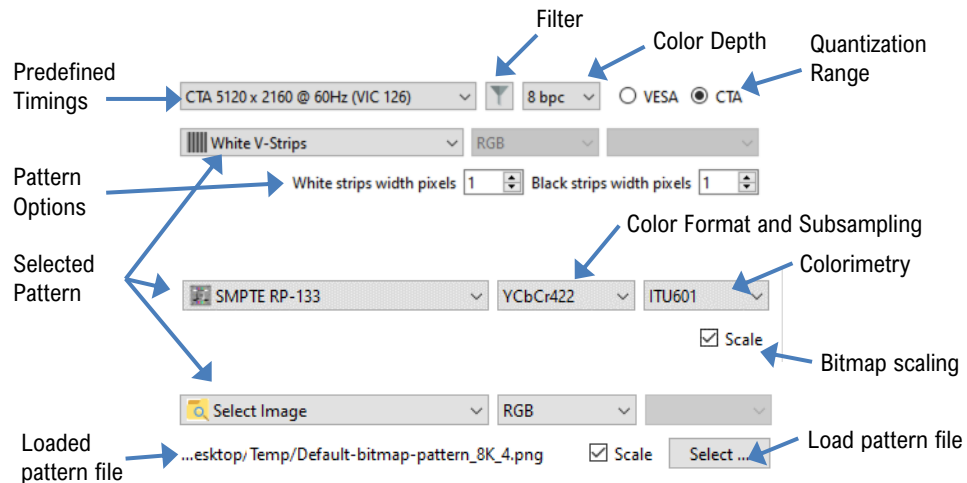 Filter
Color Depth
Quantization
Range
Predefined
Timings
CTA 5120 x 2160 @ 60Hz (VIC 126)
8 bpc
VESA
CTA
White V-Strips
RGB
Pattern
Options
White strips width pixels 1
Black strips width pixels 1
Color Format and Subsampling
Selected
Pattern
Colorimetry
SMPTE RP-133
YCbCr422
ITU601
Scale
Bitmap scaling
Select Image
RGB
Loaded
pattern file
...esktop/Temp/Default-bitmap-pattern_8K_4.png
Scale
Select ...
Load pattern file